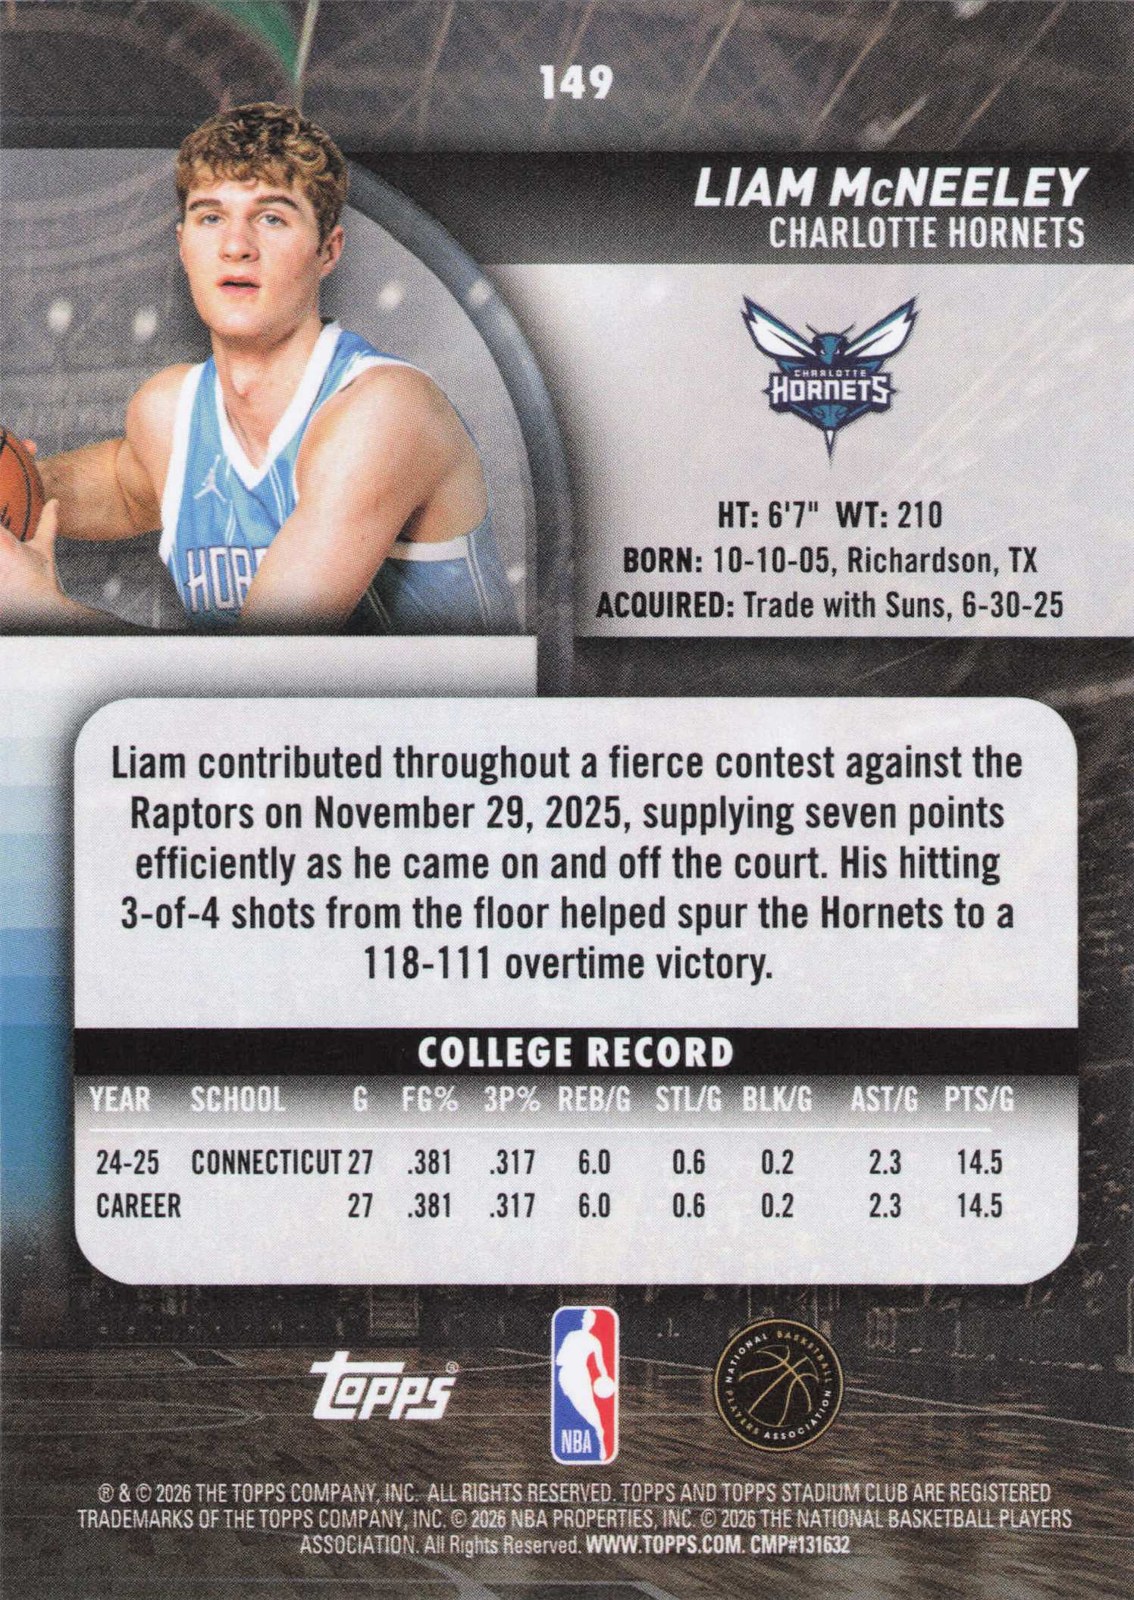 149
LIAM McNEELEY
CHARLOTTE HORNETS
CHARLOTTE
HORNETS
HT: 6'7" WT: 210
BORN: 10-10-05, Richardson, TX
ACQUIRED: Trade with Suns, 6-30-25
HOR
Liam contributed throughout a fierce contest against the
Raptors on November 29, 2025, supplying seven points
efficiently as he came on and off the court. His hitting
3-of-4 shots from the floor helped spur the Hornets to a
118-111 overtime victory.
COLLEGE RECORD
YEAR SCHOOL G FG% 3P% REB/G STL/G BLK/G AST/G PTS/G
24-25 CONNECTICUT 27 .381 .317 6.0 0.6 0.2 2.3 14.5
CAREER 27 .381 .317 6.0 0.6 0.2 2.3 14.5
topps®
NBA
NATIONAL BASKETBALL PLAYERS ASSOCIATION
® & © 2026 THE TOPPS COMPANY, INC. ALL RIGHTS RESERVED. TOPPS AND TOPPS STADIUM CLUB ARE REGISTERED
TRADEMARKS OF THE TOPPS COMPANY, INC. © 2026 NBA PROPERTIES, INC. © 2026 THE NATIONAL BASKETBALL PLAYERS
ASSOCIATION. All Rights Reserved. WWW.TOPPS.COM. CMP#131632